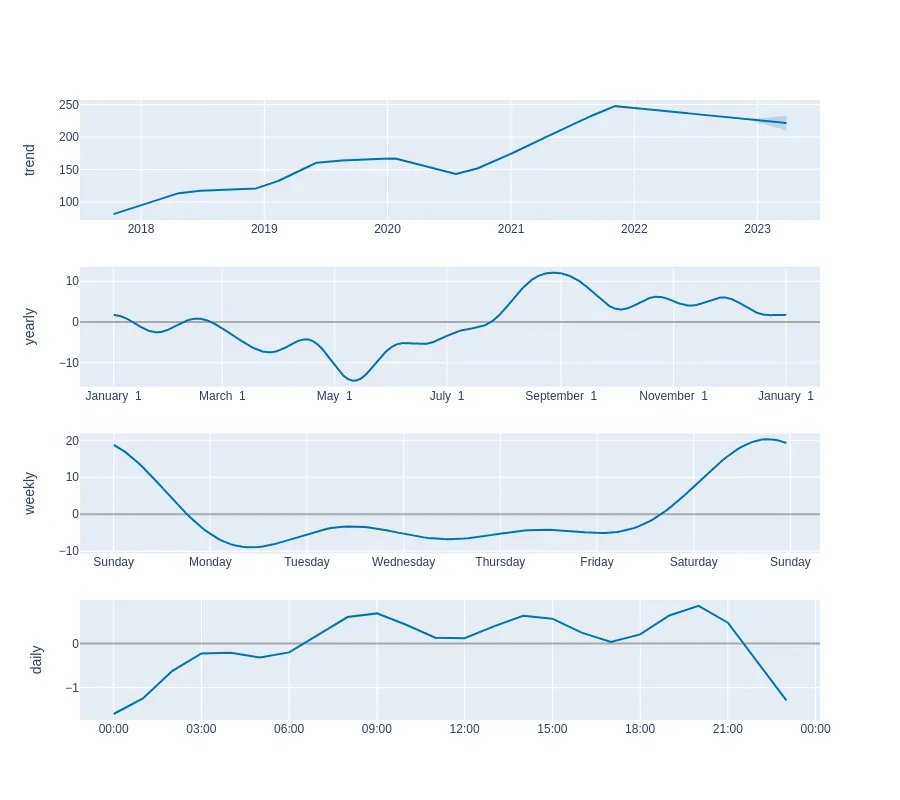 trend
250
200
150
100
2018 2019 2020 2021 2022 2023
yearly
10
0
−10
January 1 March 1 May 1 July 1 September 1 November 1 January 1
weekly
20
10
0
−10
Sunday Monday Tuesday Wednesday Thursday Friday Saturday Sunday
daily
0
−1
00:00 03:00 06:00 09:00 12:00 15:00 18:00 21:00 00:00